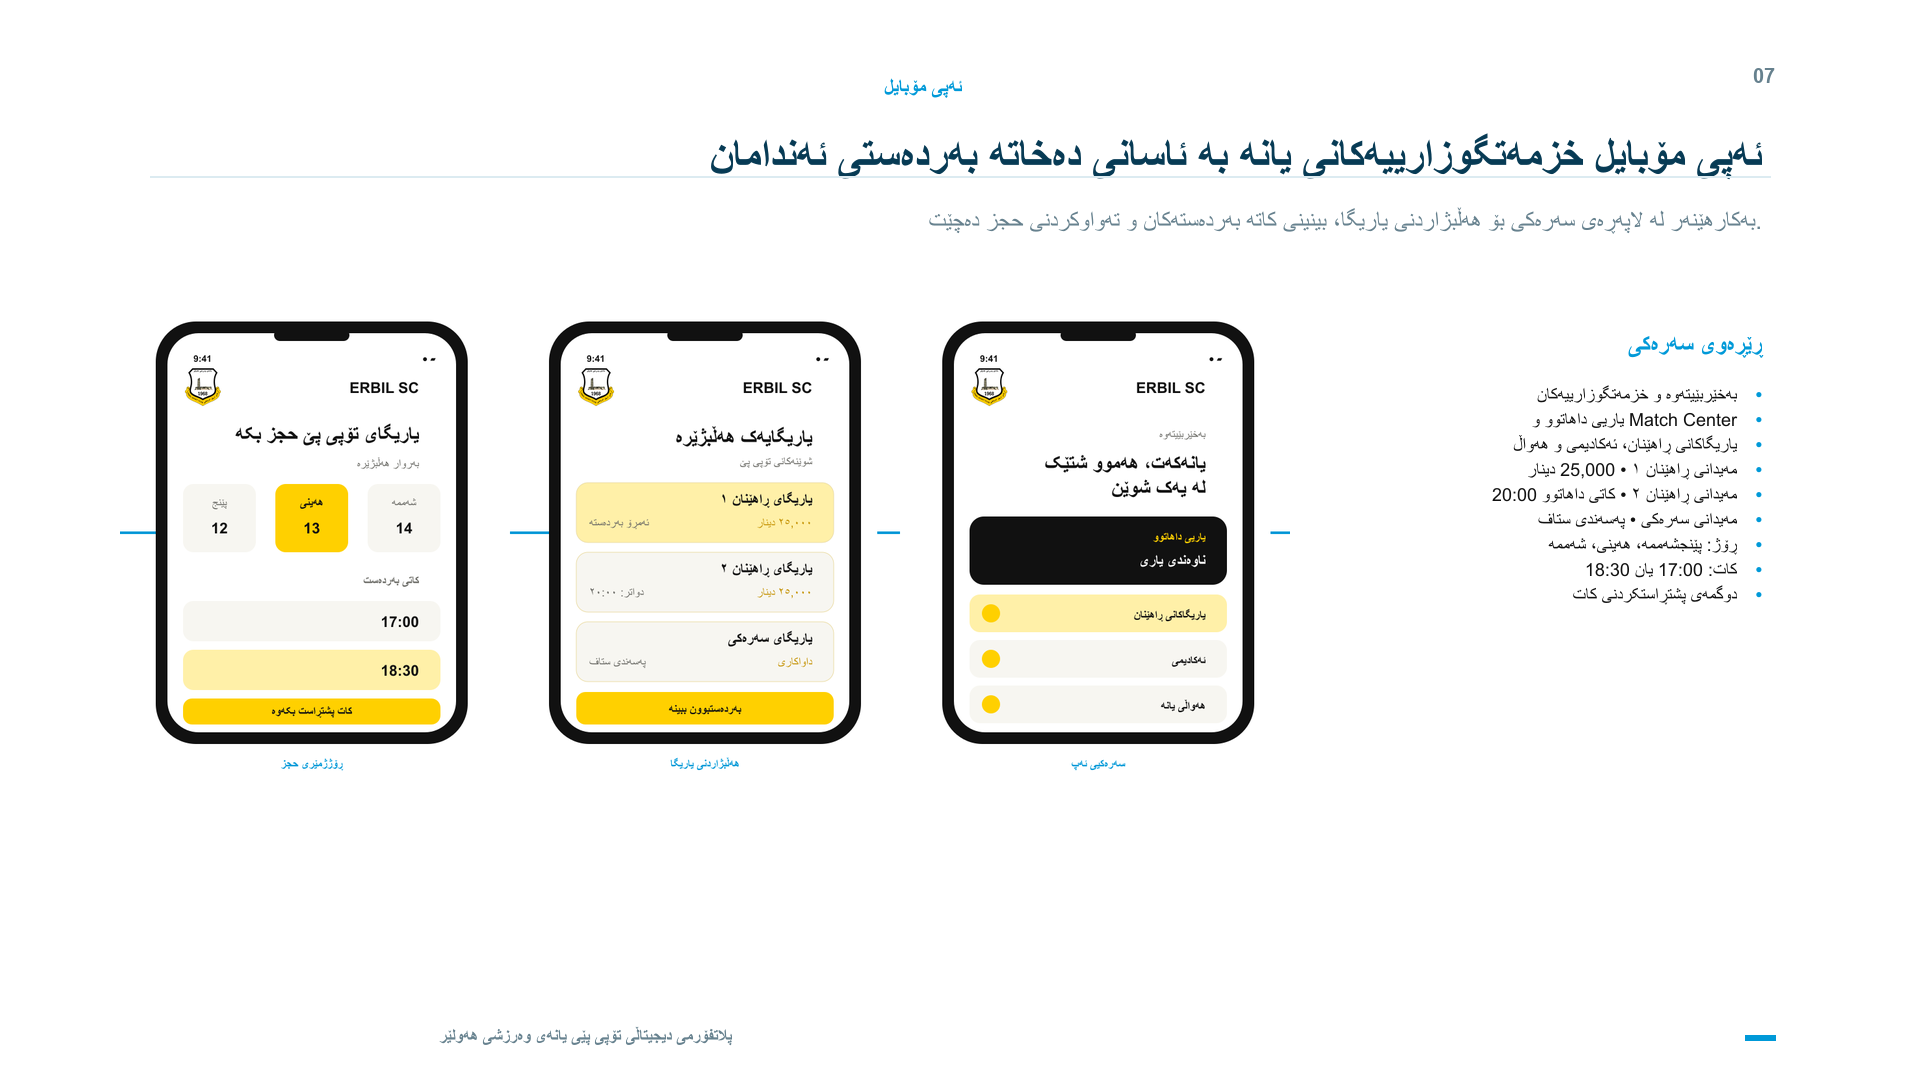 07
ئەپی مۆبایل
ئەپی مۆبایل خزمەتگوزارییەکانی یانە بە ئاسانی دەخاتە بەردەستی ئەندامان
بەکارهێنەر لە لاپەڕەی سەرەکی بۆ هەڵبژاردنی یاریگا، بینینی کاتە بەردەستەکان و تەواوکردنی حجز دەچێت.
ڕێڕەوی سەرەکی
• بەخێربێیتەوە و خزمەتگوزارییەکان
• Match Center یاریی داهاتوو و
• یاریگاکانی ڕاهێنان، ئەکادیمی و هەواڵ
• مەیدانی ڕاهێنان ١ • 25,000 دینار
• مەیدانی ڕاهێنان ٢ • کاتی داهاتوو 20:00
• مەیدانی سەرەکی • پەسەندی ستاف
• ڕۆژ: پێنجشەممە، هەینی، شەممە
• کات: 17:00 یان 18:30
• دوگمەی پشتڕاستکردنی کات
9:41
ERBIL SC
1968
بەخێربێیتەوە
یانەکەت، هەموو شتێک
لە یەک شوێن
یاریی داهاتوو
ناوەندی یاری
یاریگاکانی ڕاهێنان
ئەکادیمی
هەواڵی یانە
سەرەکیی ئەپ
9:41
ERBIL SC
1968
یاریگایەک هەڵبژێرە
شوێنەکانی تۆپی پێ
یاریگای ڕاهێنان ١
٢٥,٠٠٠ دینار
ئەمڕۆ بەردەستە
یاریگای ڕاهێنان ٢
٢٥,٠٠٠ دینار
دواتر: ٢٠:٠٠
یاریگای سەرەکی
داواکاری
پەسەندی ستاف
بەردەستبوون ببینە
هەڵبژاردنی یاریگا
9:41
ERBIL SC
1968
یاریگای تۆپی پێ حجز بکە
بەروار هەڵبژێرە
شەممە
14
هەینی
13
پێنج
12
کاتی بەردەست
17:00
18:30
کات پشتڕاست بکەوە
ڕۆژژمێری حجز
پلاتفۆرمی دیجیتاڵی تۆپی پێی یانەی وەرزشی هەولێر